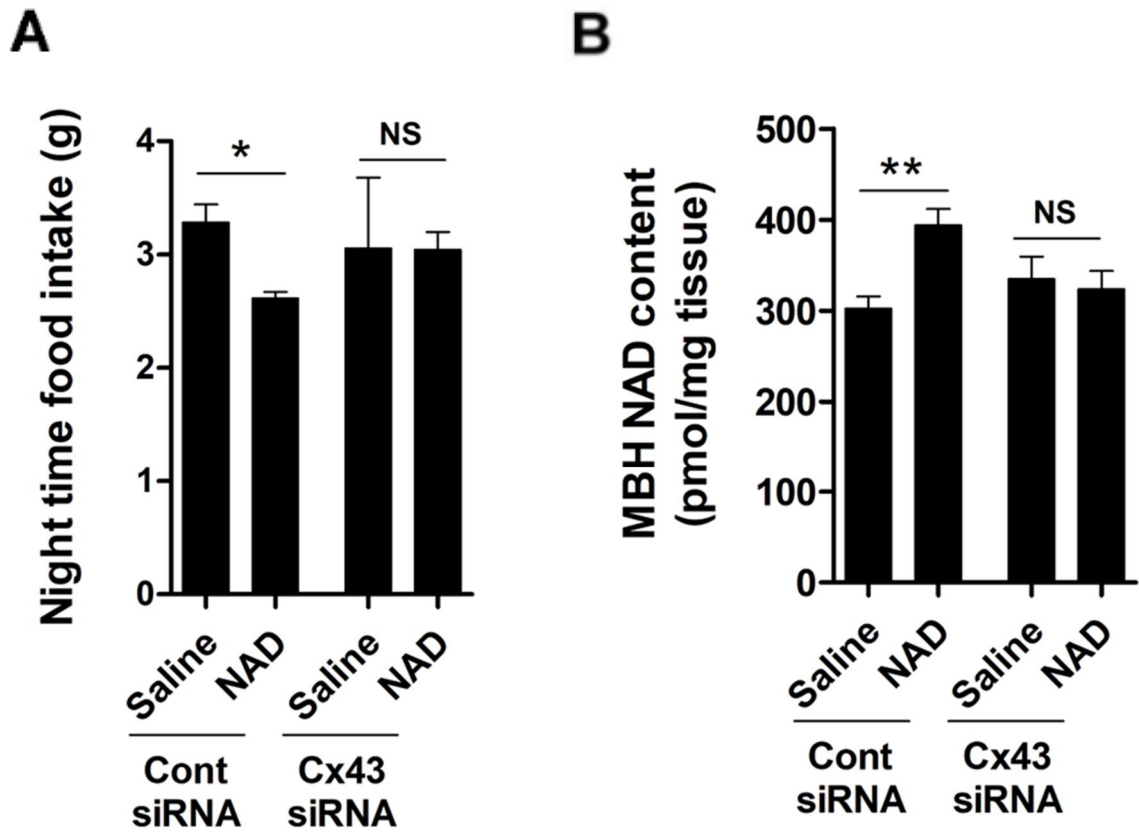 A
Night time food intake (g)
4
3
2
1
0
*
NS
Saline
NAD
Saline
NAD
Cont
siRNA
Cx43
siRNA
B
MBH NAD content
(pmol/mg tissue)
500
400
300
200
100
0
**
NS
Saline
NAD
Saline
NAD
Cont
siRNA
Cx43
siRNA